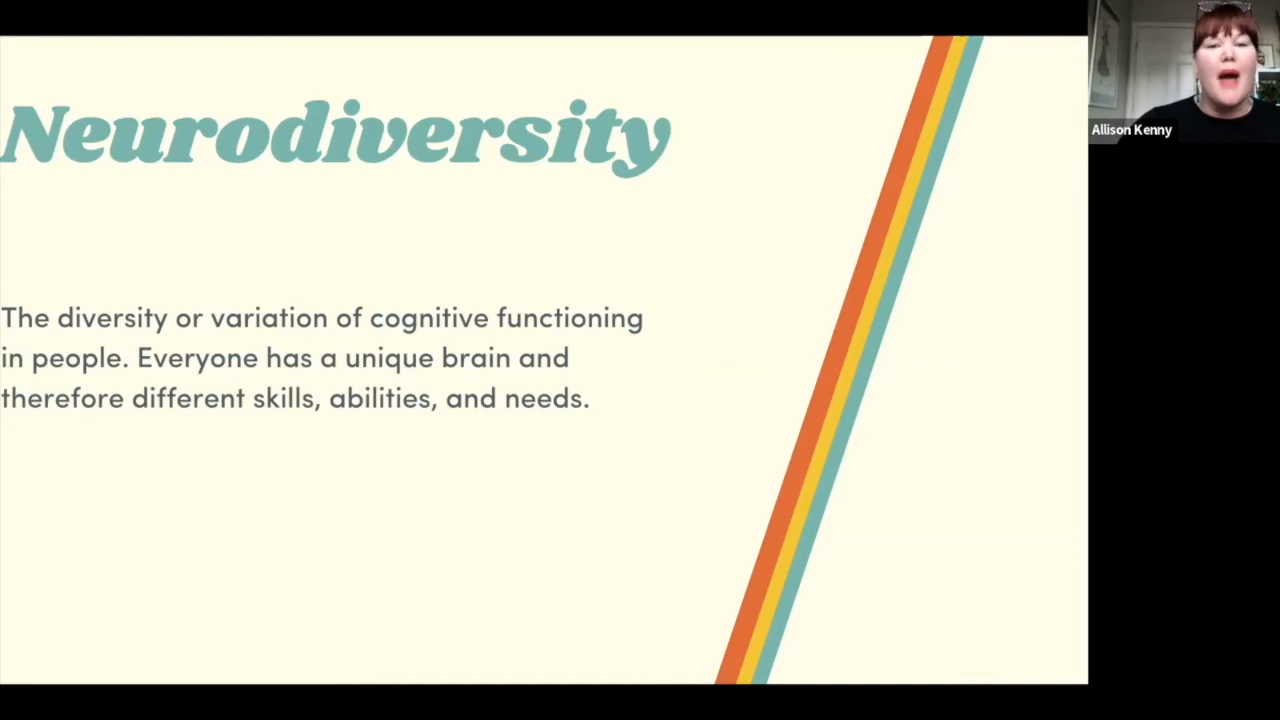 Neurodiversity
The diversity or variation of cognitive functioning
in people. Everyone has a unique brain and
therefore different skills, abilities, and needs.
Allison Kenny